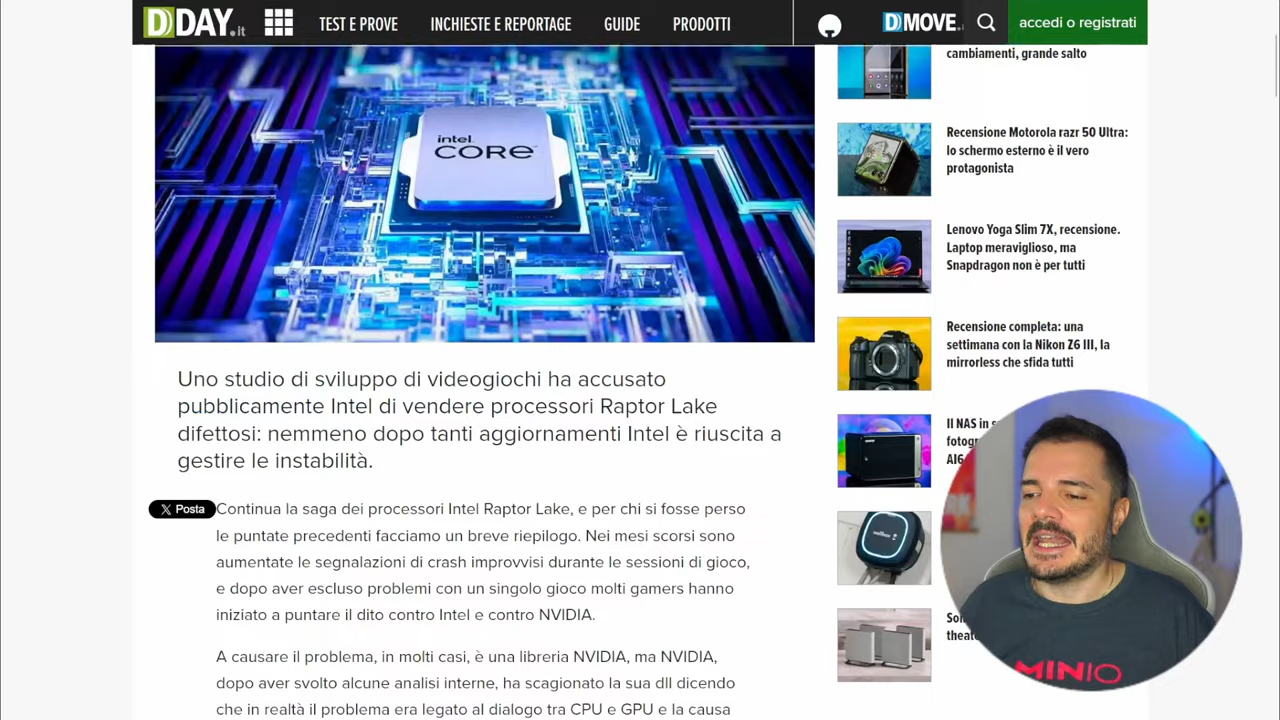 DDAY.it
TEST E PROVE
INCHIESTE E REPORTAGE
GUIDE
PRODOTTI
DMOVE.
accedi o registrati
intel
CORE
Uno studio di sviluppo di videogiochi ha accusato
pubblicamente Intel di vendere processori Raptor Lake
difettosi: nemmeno dopo tanti aggiornamenti Intel è riuscita a
gestire le instabilità.
X Posta
Continua la saga dei processori Intel Raptor Lake, e per chi si fosse perso
le puntate precedenti facciamo un breve riepilogo. Nei mesi scorsi sono
aumentate le segnalazioni di crash improvvisi durante le sessioni di gioco,
e dopo aver escluso problemi con un singolo gioco molti gamers hanno
iniziato a puntare il dito contro Intel e contro NVIDIA.
A causare il problema, in molti casi, è una libreria NVIDIA, ma NVIDIA,
dopo aver svolto alcune analisi interne, ha scagionato la sua dll dicendo
che in realtà il problema era legato al dialogo tra CPU e GPU e la causa
cambiamenti, grande salto
Recensione Motorola razr 50 Ultra:
lo schermo esterno è il vero
protagonista
Lenovo Yoga Slim 7X, recensione.
Laptop meraviglioso, ma
Snapdragon non è per tutti
Recensione completa: una
settimana con la Nikon Z6 III, la
mirrorless che sfida tutti
Il NAS in
MINIO